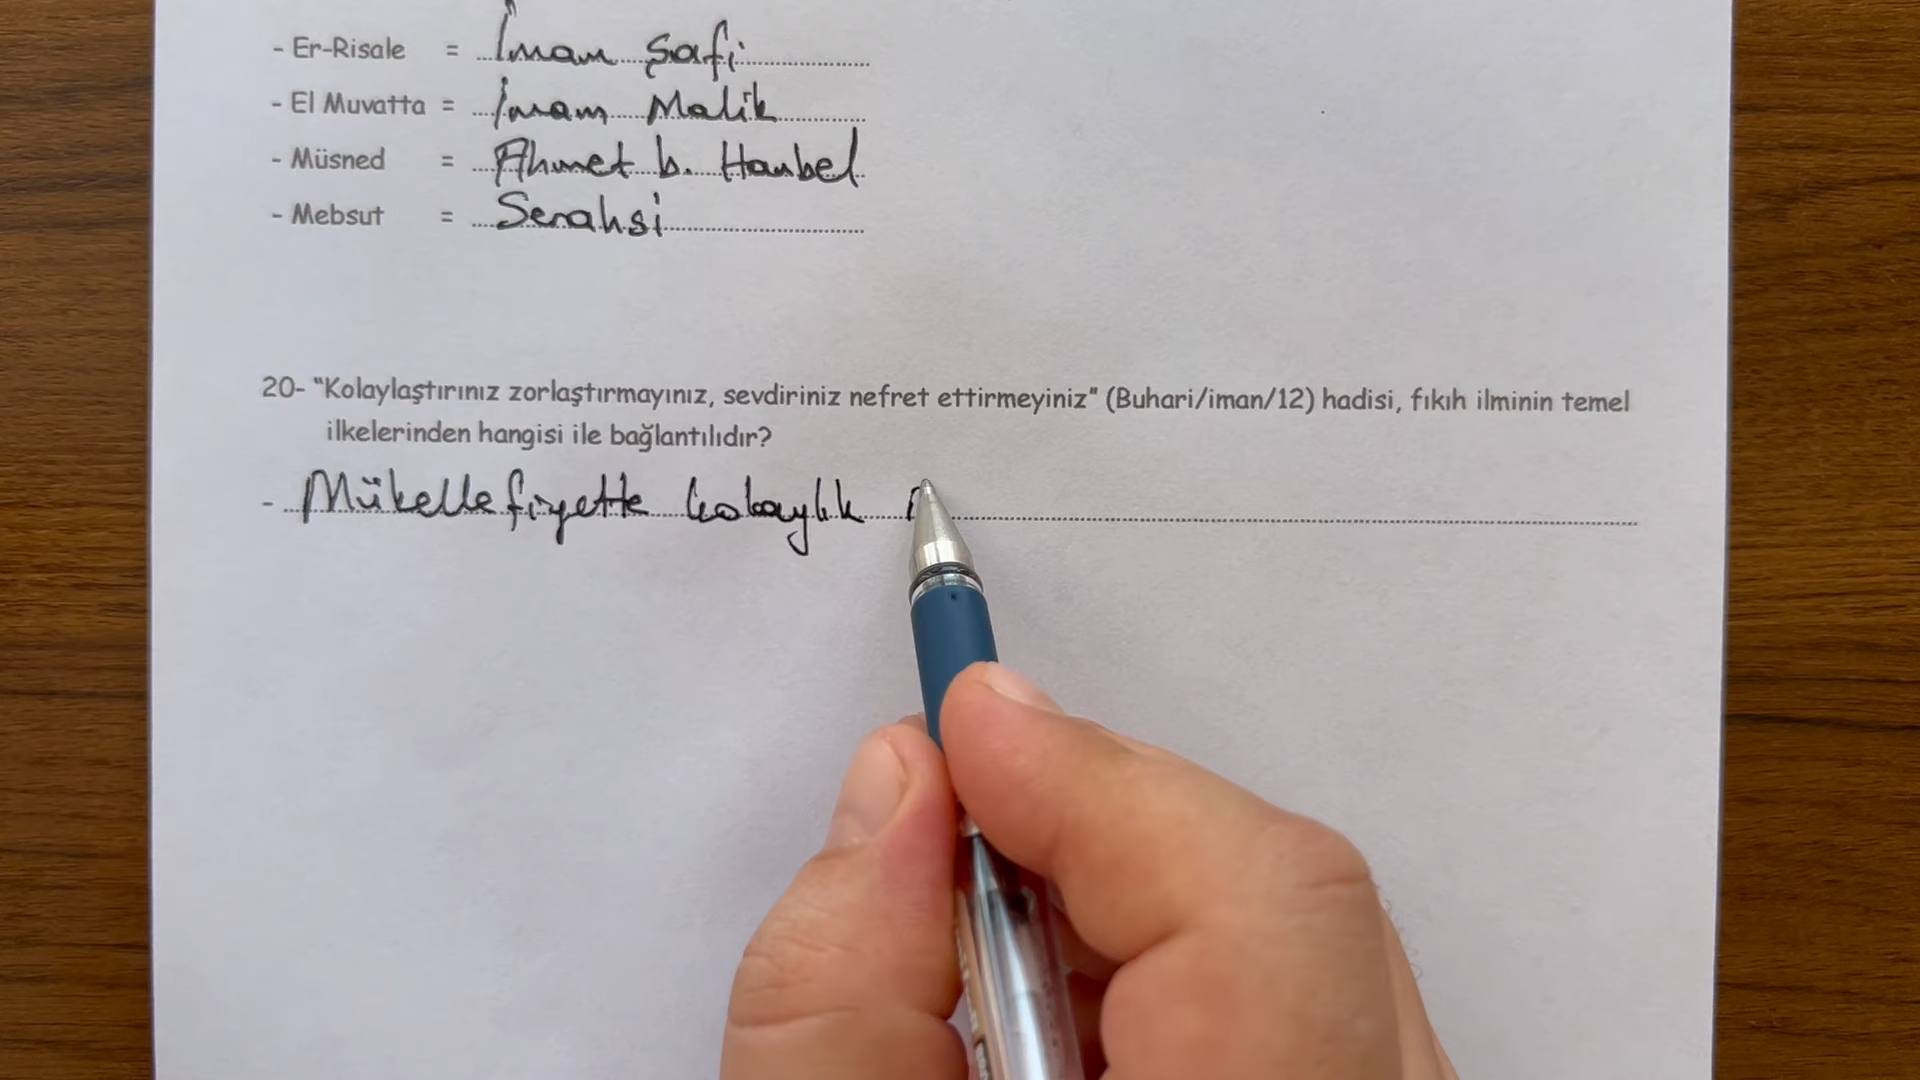 - Er-Risale = İmam Şafi
- El Muvatta = İmam Malik
- Müsned = Ahmet b. Hanbel
- Mebsut = Serahsi
20- "Kolaylaştırınız zorlaştırmayınız, sevdiriniz nefret ettirmeyiniz" (Buhari/iman/12) hadisi, fıkıh ilminin temel
ilkelerinden hangisi ile bağlantılıdır?
- Mükellefiyette kolaylık